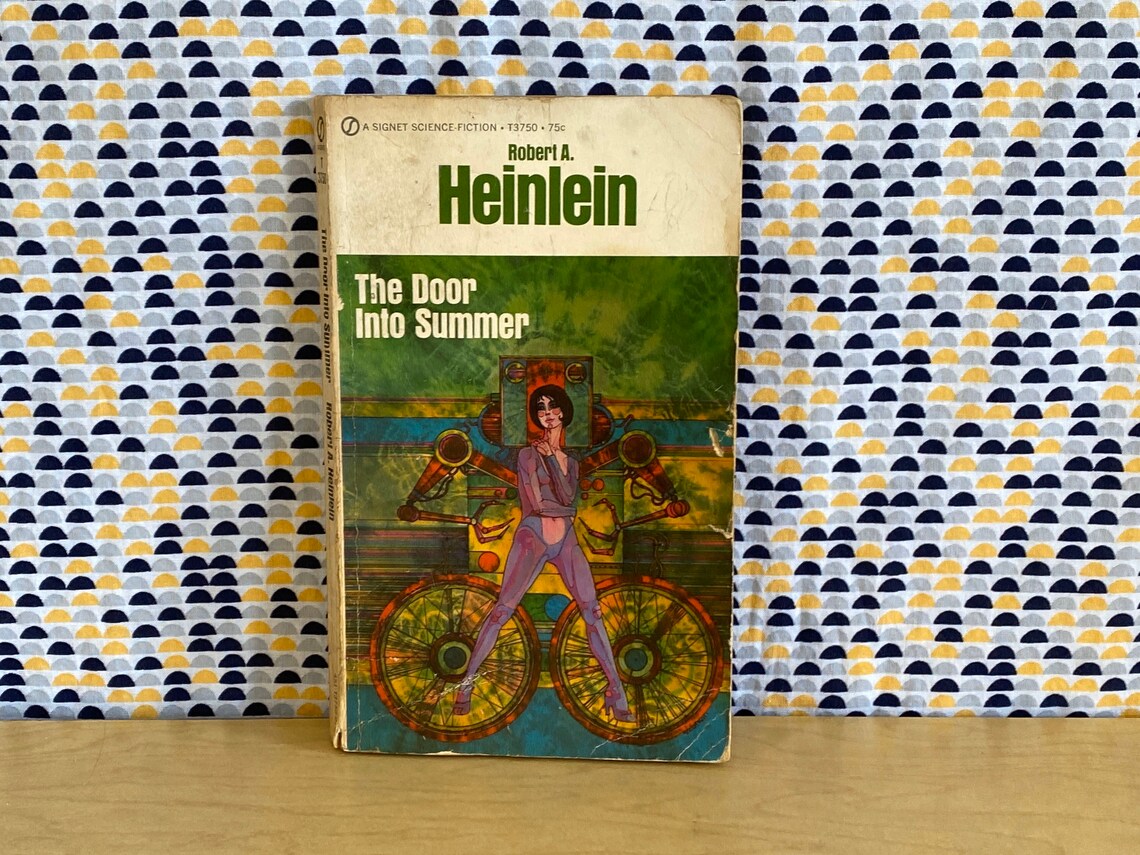 A SIGNET SCIENCE-FICTION • T3750 • 75c
Robert A.
Heinlein
The Door
Into Summer
The Door Into Summer Robert A. Heinlein